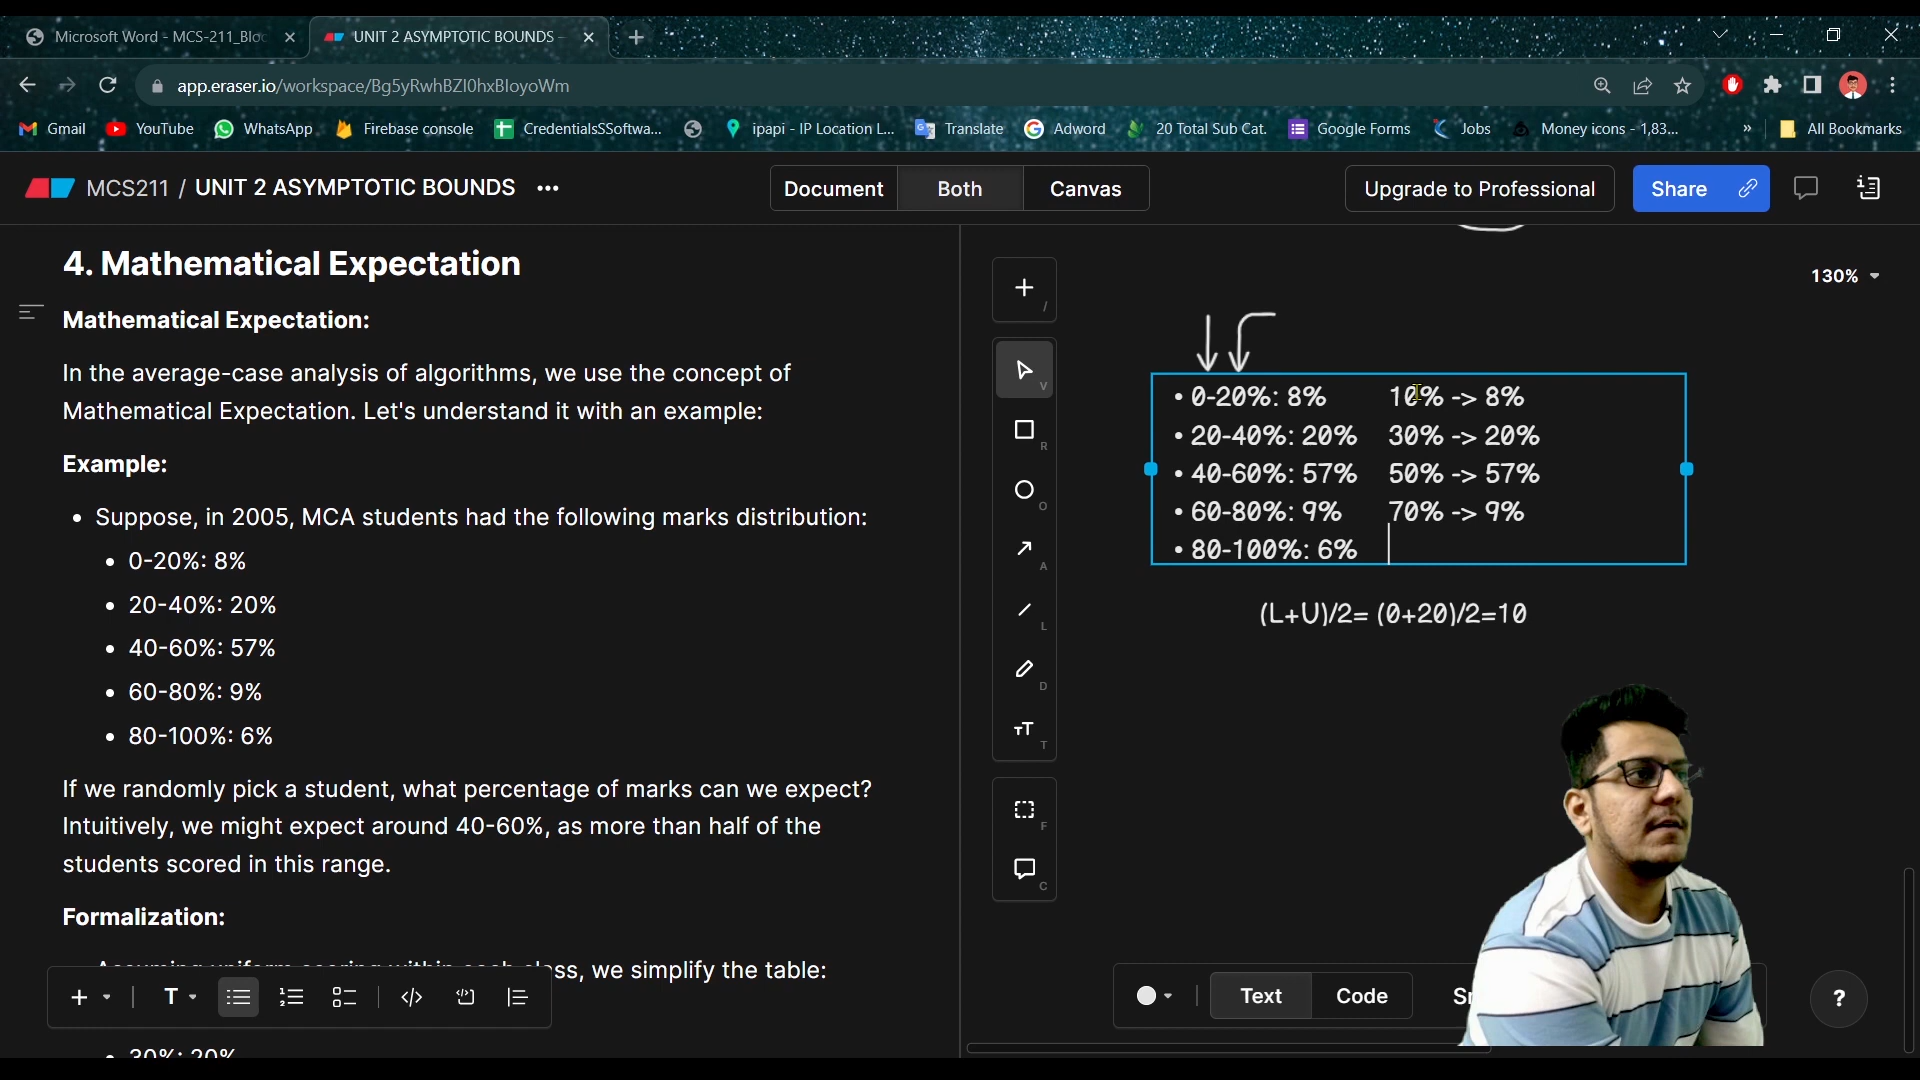 Microsoft Word - MCS-211_Bloc
UNIT 2 ASYMPTOTIC BOUNDS -
app.eraser.io/workspace/Bg5yRwhBZI0hxBIoyoWm
Gmail
YouTube
WhatsApp
Firebase console
CredentialsSSoftwa...
ipapi - IP Location L...
Translate
Adword
20 Total Sub Cat.
Google Forms
Jobs
Money icons - 1,83...
»
All Bookmarks
MCS211 / UNIT 2 ASYMPTOTIC BOUNDS •••
Document
Both
Canvas
Upgrade to Professional
Share
4. Mathematical Expectation
Mathematical Expectation:
In the average-case analysis of algorithms, we use the concept of
Mathematical Expectation. Let's understand it with an example:
Example:
• Suppose, in 2005, MCA students had the following marks distribution:
• 0-20%: 8%
• 20-40%: 20%
• 40-60%: 57%
• 60-80%: 9%
• 80-100%: 6%
If we randomly pick a student, what percentage of marks can we expect?
Intuitively, we might expect around 40-60%, as more than half of the
students scored in this range.
Formalization:
ss, we simplify the table:
• 30%: 20%
T
130%
/
V
R
O
A
L
D
TT
T
F
C
• 0-20%: 8% 10% -> 8%
• 20-40%: 20% 30% -> 20%
• 40-60%: 57% 50% -> 57%
• 60-80%: 9% 70% -> 9%
• 80-100%: 6%
(L+U)/2= (0+20)/2=10
Text
Code
?